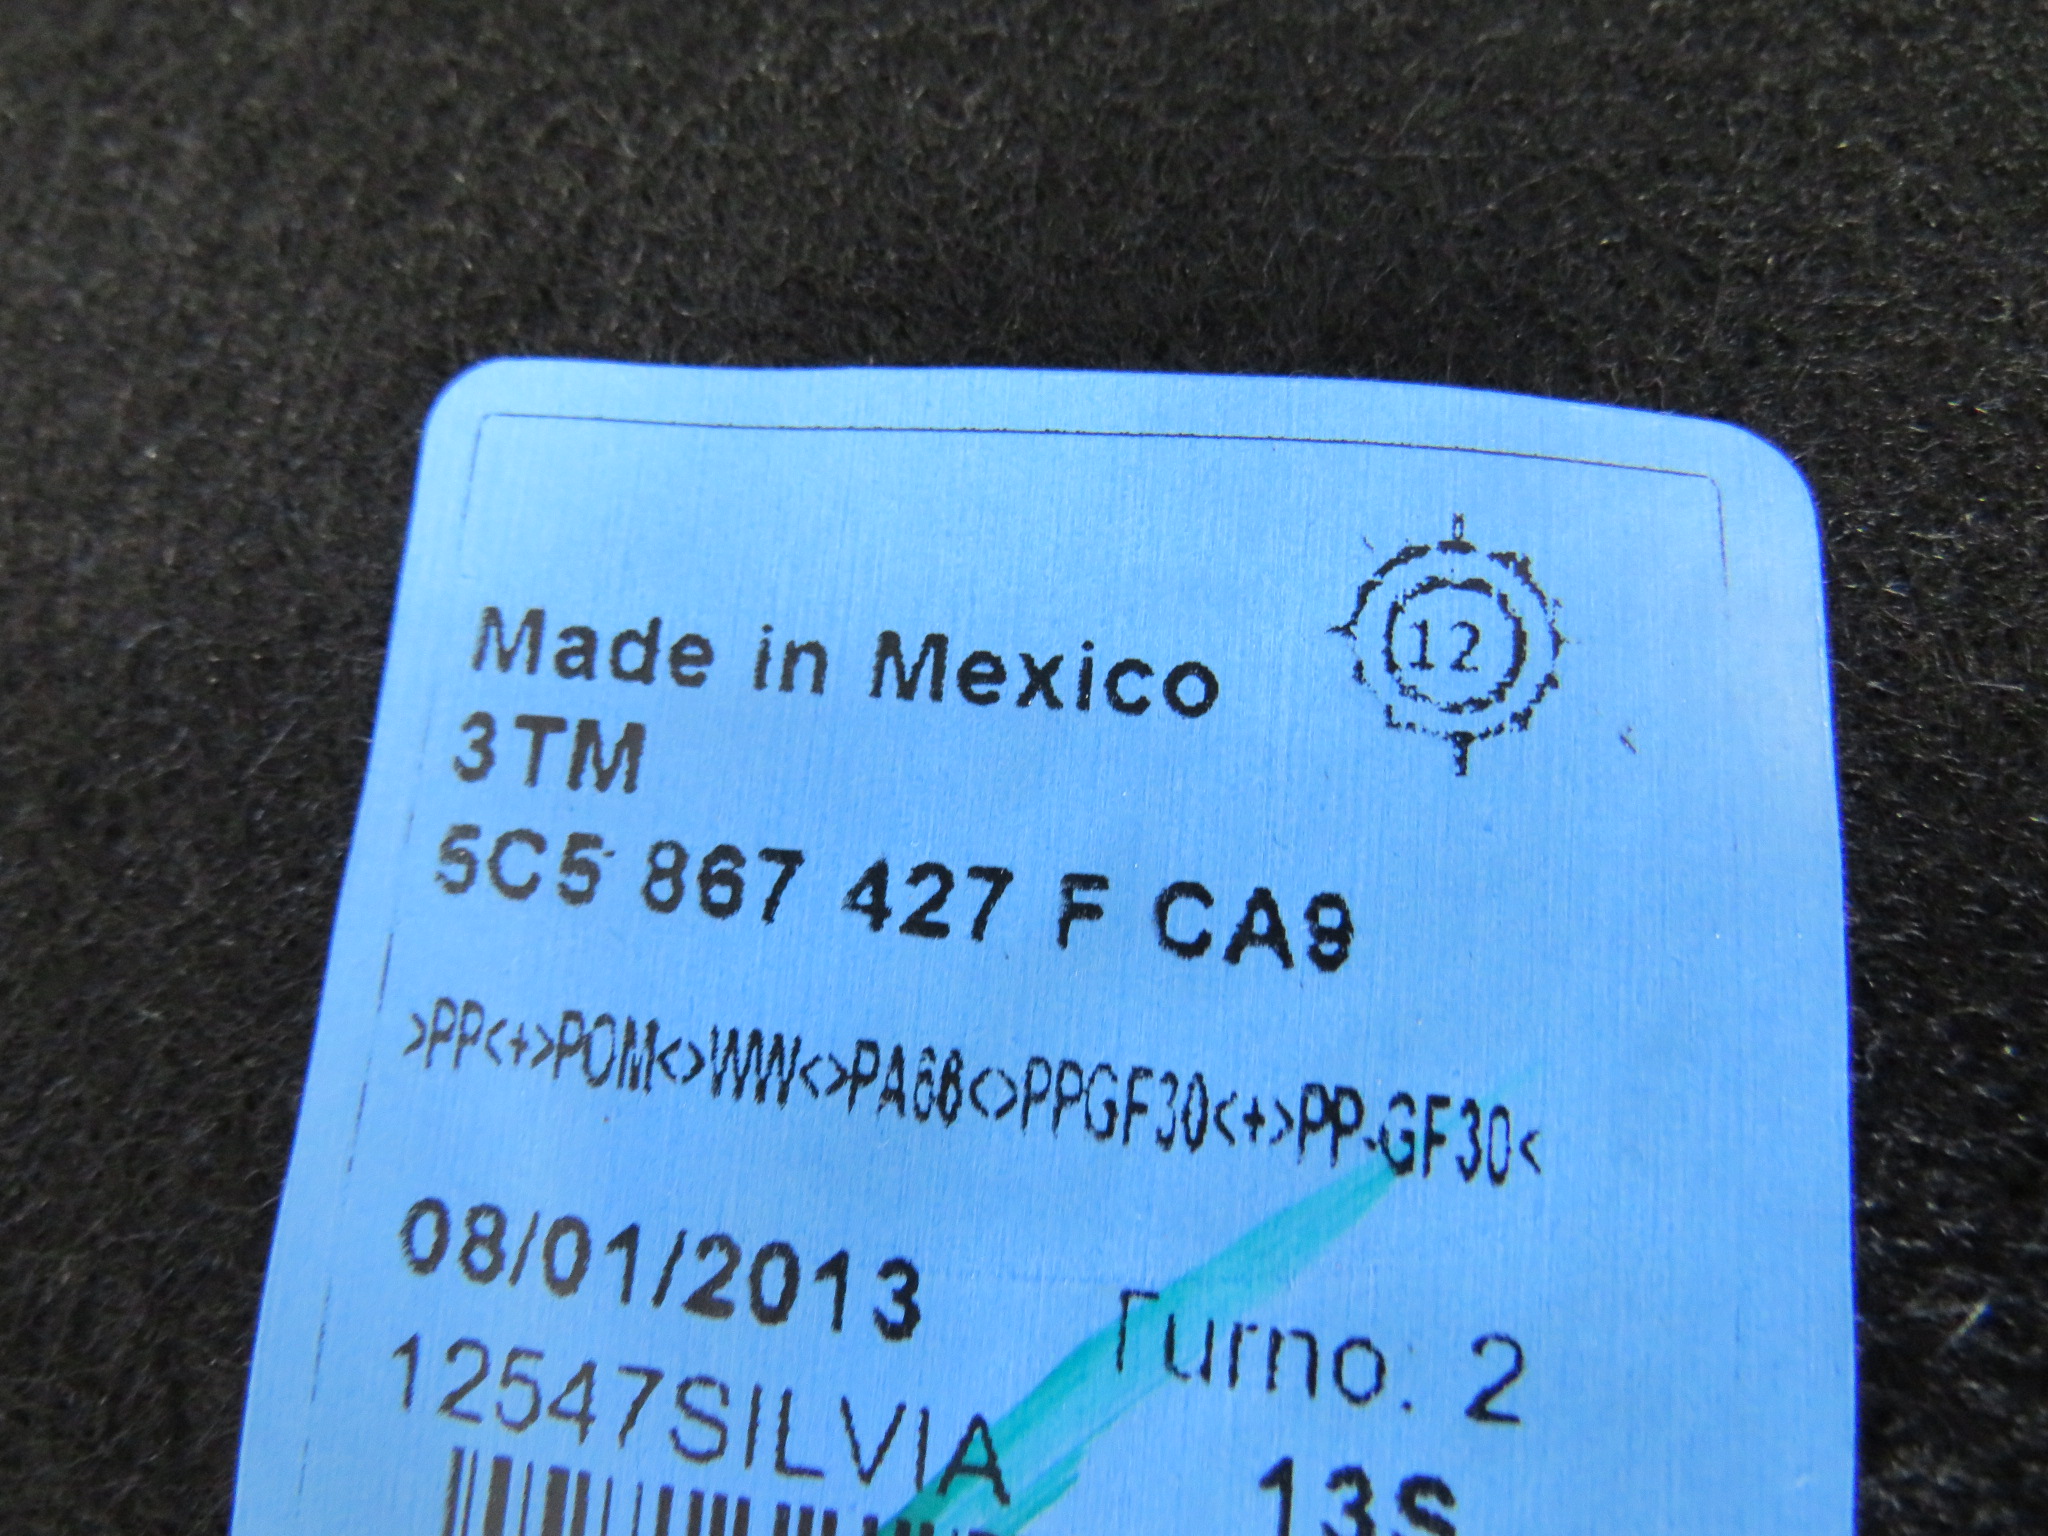 Made in Mexico
12
3TM
5C5 867 427 F CA9
>PP<+>POM<>WW<>PA66<>PPGF30<+>PP-GF30<
08/01/2013
Turno: 2
12547SILVIA
13S